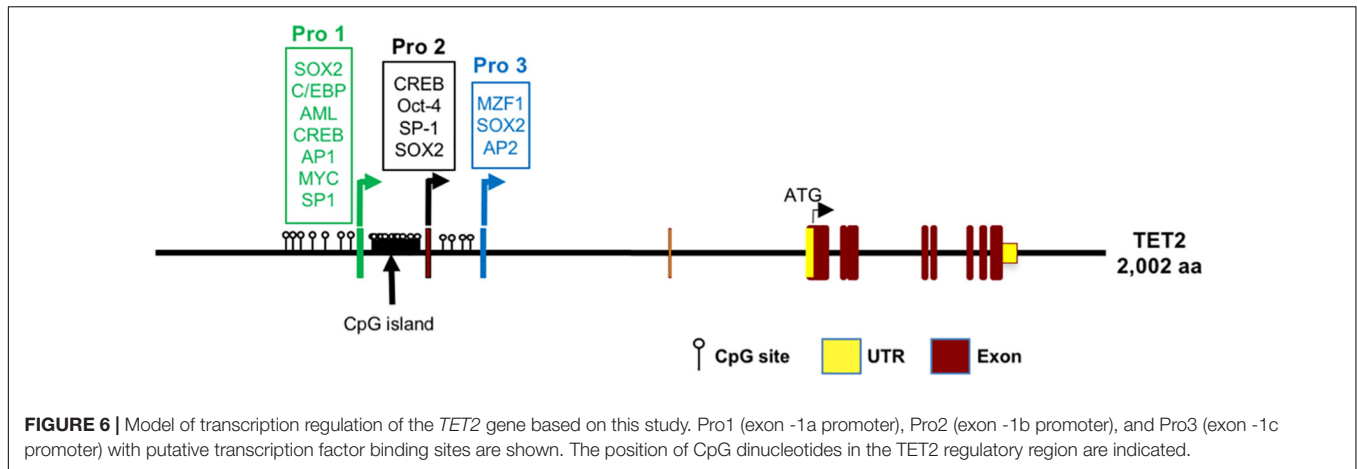 Pro 1
SOX2
C/EBP
AML
CREB
AP1
MYC
SP1
Pro 2
CREB
Oct-4
SP-1
SOX2
Pro 3
MZF1
SOX2
AP2
ATG
TET2
2,002 aa
CpG island
CpG site
UTR
Exon
FIGURE 6 | Model of transcription regulation of the TET2 gene based on this study. Pro1 (exon -1a promoter), Pro2 (exon -1b promoter), and Pro3 (exon -1c
promoter) with putative transcription factor binding sites are shown. The position of CpG dinucleotides in the TET2 regulatory region are indicated.